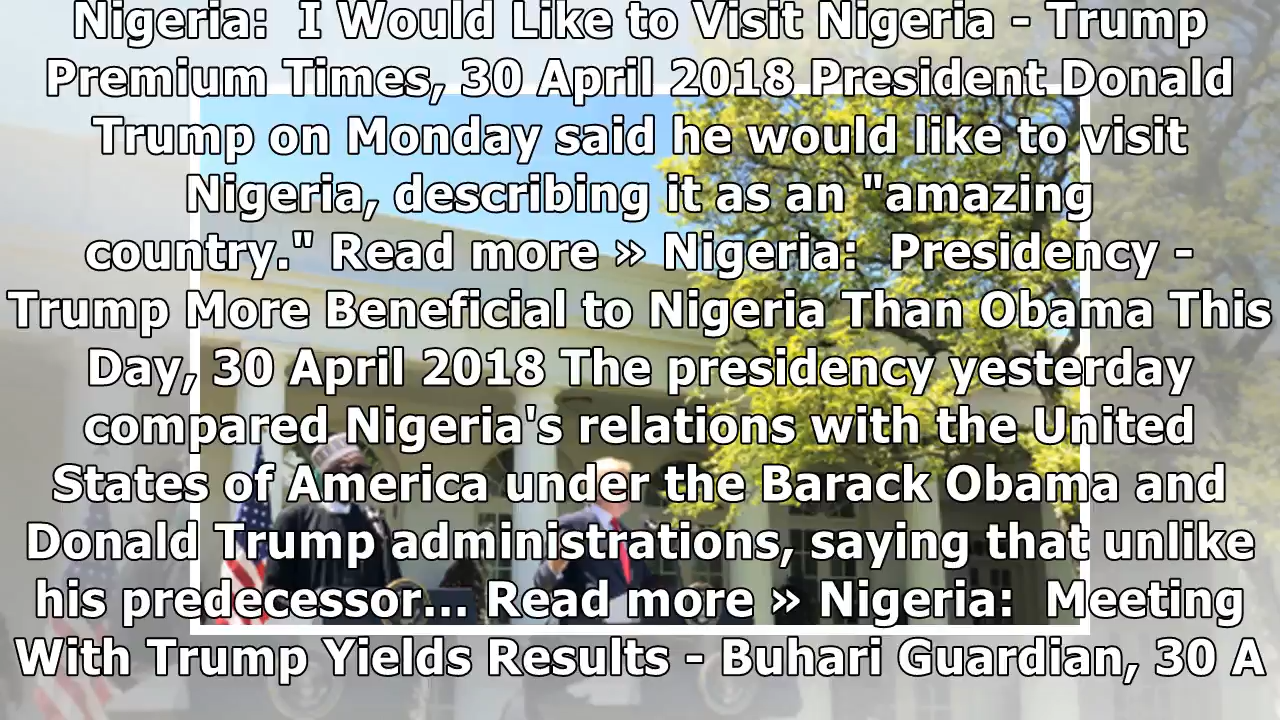 Nigeria:  I Would Like to Visit Nigeria - Trump
Premium Times, 30 April 2018 President Donald
Trump on Monday said he would like to visit
Nigeria, describing it as an "amazing
country." Read more » Nigeria:  Presidency -
Trump More Beneficial to Nigeria Than Obama This
Day, 30 April 2018 The presidency yesterday
compared Nigeria's relations with the United
States of America under the Barack Obama and
Donald Trump administrations, saying that unlike
his predecessor... Read more » Nigeria:  Meeting
With Trump Yields Results - Buhari Guardian, 30 A